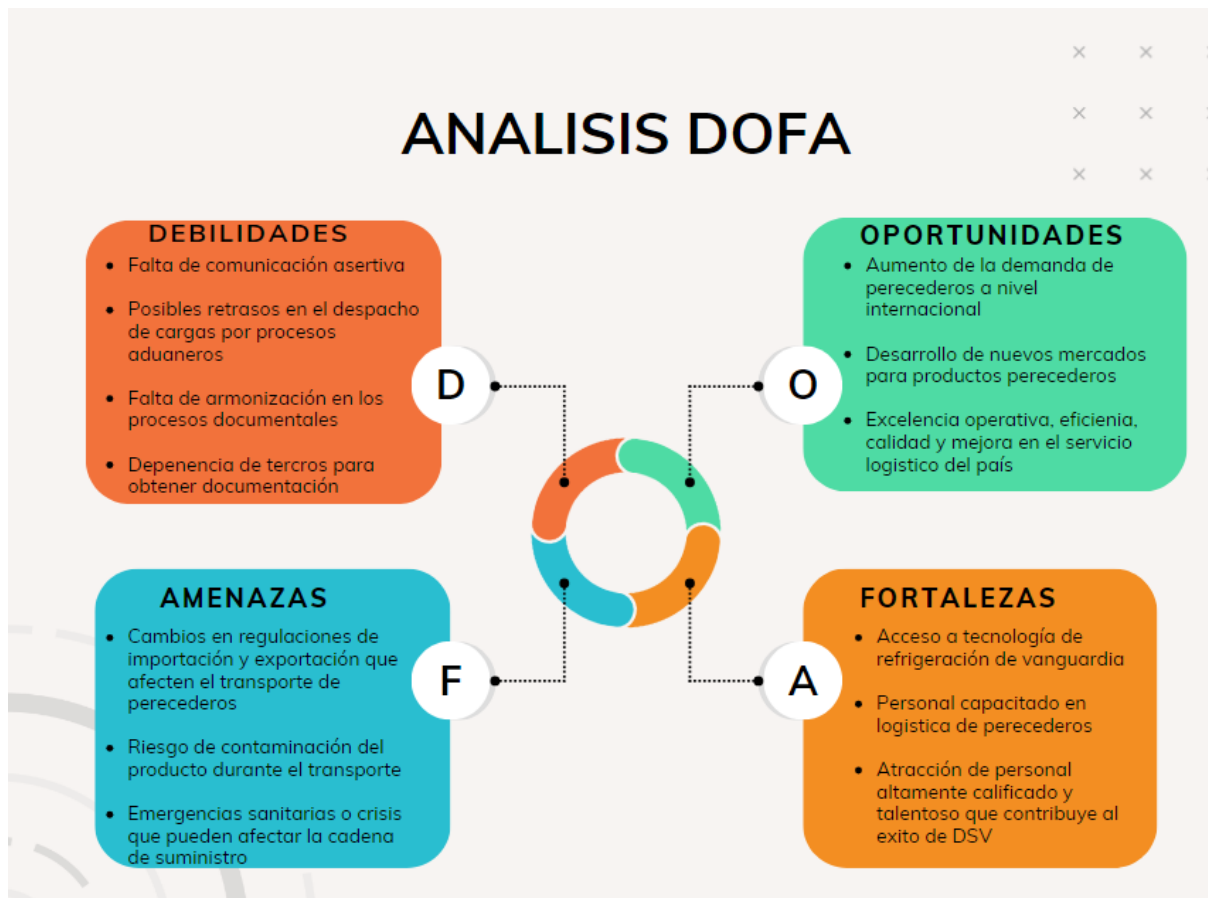 ANALISIS DOFA
DEBILIDADES
• Falta de comunicación asertiva
• Posibles retrasos en el despacho
de cargas por procesos
aduaneros
• Falta de armonización en los
procesos documentales
• Depenencia de tercros para
obtener documentación
D
OPORTUNIDADES
• Aumento de la demanda de
perecederos a nivel
internacional
• Desarrollo de nuevos mercados
para productos perecederos
• Excelencia operativa, eficienia,
calidad y mejora en el servicio
logistico del país
O
AMENAZAS
• Cambios en regulaciones de
importación y exportación que
afecten el transporte de
perecederos
• Riesgo de contaminación del
producto durante el transporte
• Emergencias sanitarias o crisis
que pueden afectar la cadena
de suministro
F
FORTALEZAS
• Acceso a tecnología de
refrigeración de vanguardia
• Personal capacitado en
logistica de perecederos
• Atracción de personal
altamente calificado y
talentoso que contribuye al
exito de DSV
A